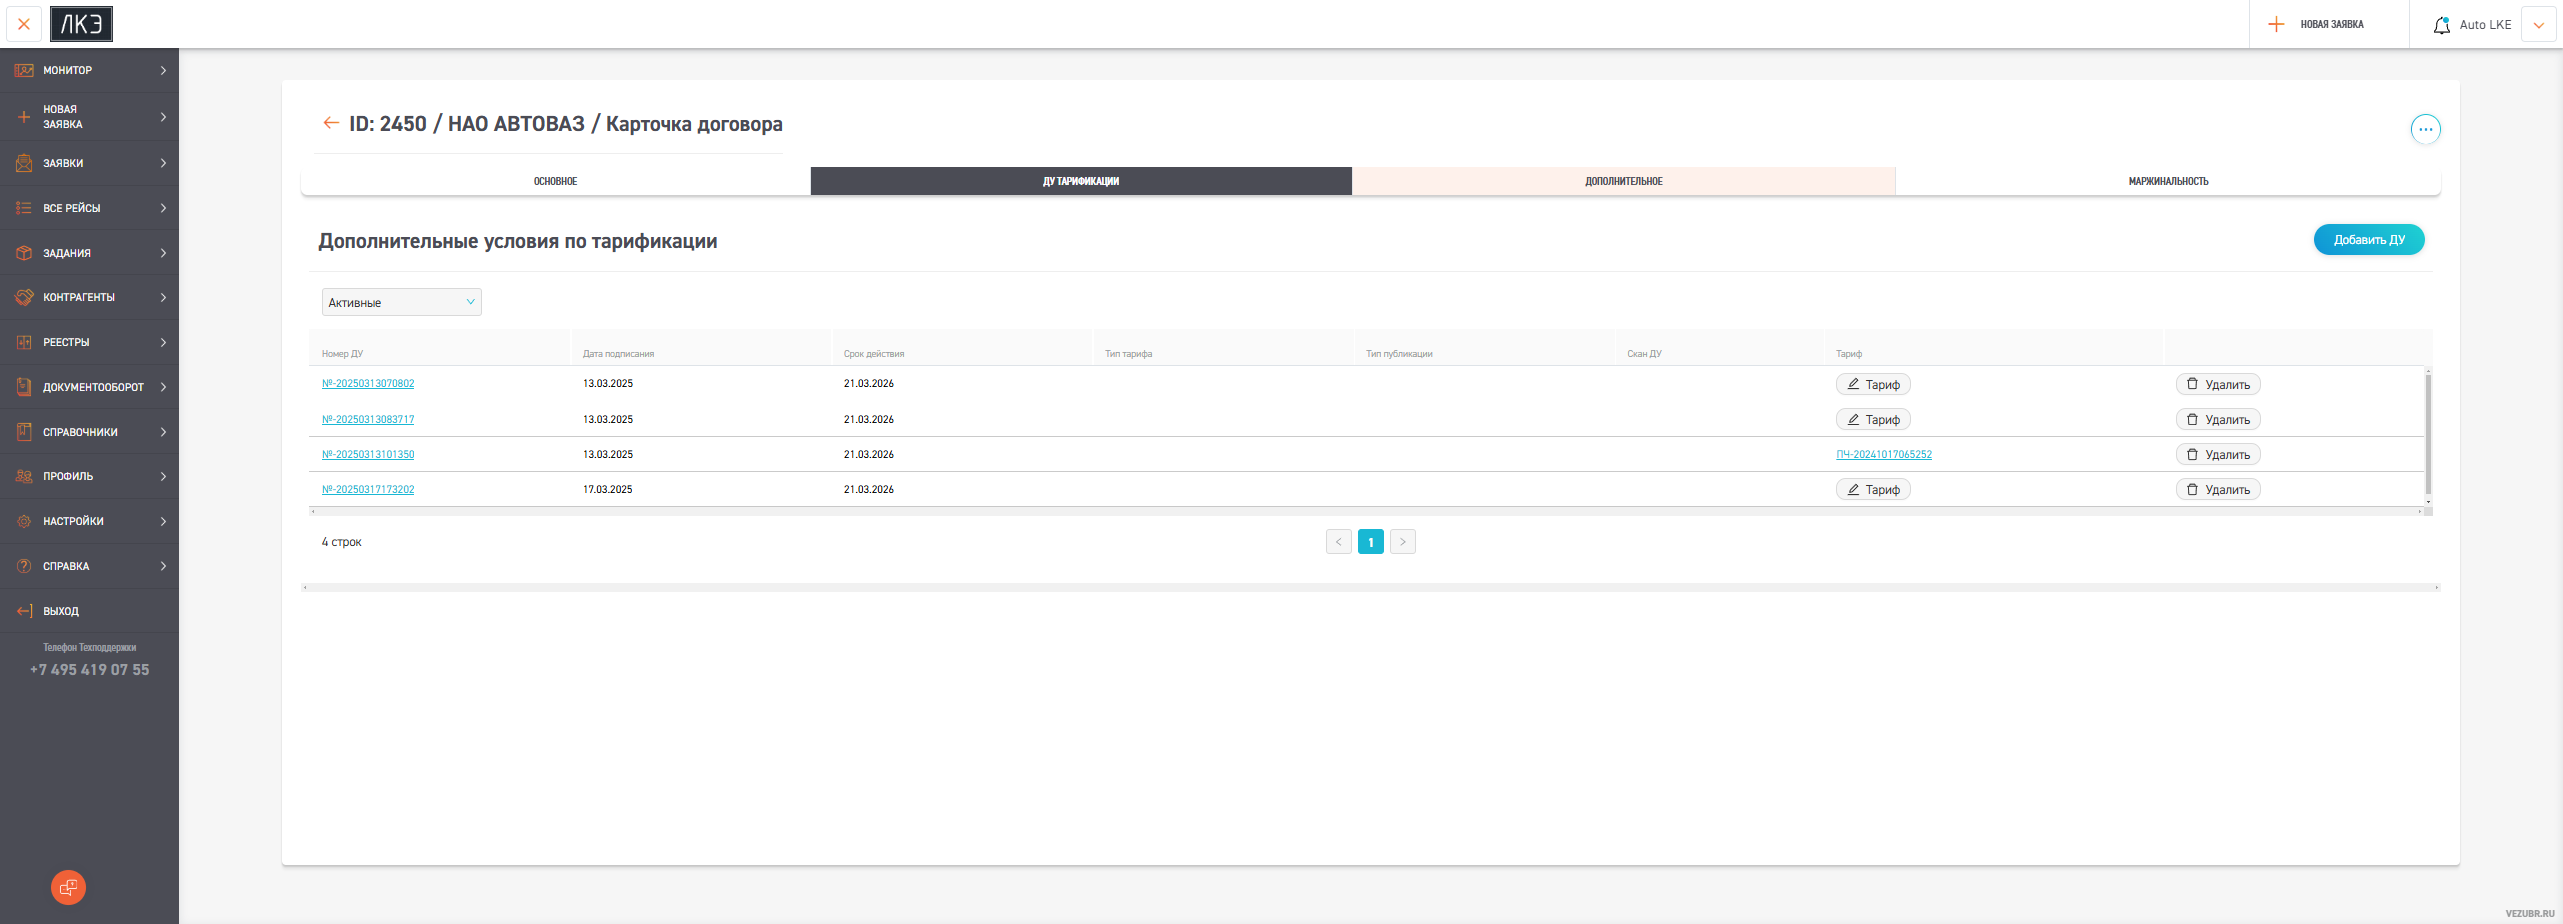 ЛКЭ
НОВАЯ ЗАЯВКА
Auto LKE
МОНИТОР
НОВАЯ
ЗАЯВКА
ЗАЯВКИ
ВСЕ РЕЙСЫ
ЗАДАНИЯ
КОНТРАГЕНТЫ
РЕЕСТРЫ
ДОКУМЕНТООБОРОТ
СПРАВОЧНИКИ
ПРОФИЛЬ
НАСТРОЙКИ
СПРАВКА
ВЫХОД
Телефон Техподдержки
+7 495 419 07 55
ID: 2450 / НАО АВТОВАЗ / Карточка договора
ОСНОВНОЕ ДУ ТАРИФИКАЦИИ ДОПОЛНИТЕЛЬНОЕ МАРЖИНАЛЬНОСТЬ
Дополнительные условия по тарификации
Добавить ДУ
Активные
Номер ДУ Дата подписания Срок действия Тип тарифа Тип публикации Скан ДУ Тариф
№-20250313070802 13.03.2025 21.03.2026 Тариф Удалить
№-20250313083717 13.03.2025 21.03.2026 Тариф Удалить
№-20250313101350 13.03.2025 21.03.2026 ПЧ-20241017065252 Удалить
№-20250317173202 17.03.2025 21.03.2026 Тариф Удалить
4 строк
< 1 >
VEZUBR.RU